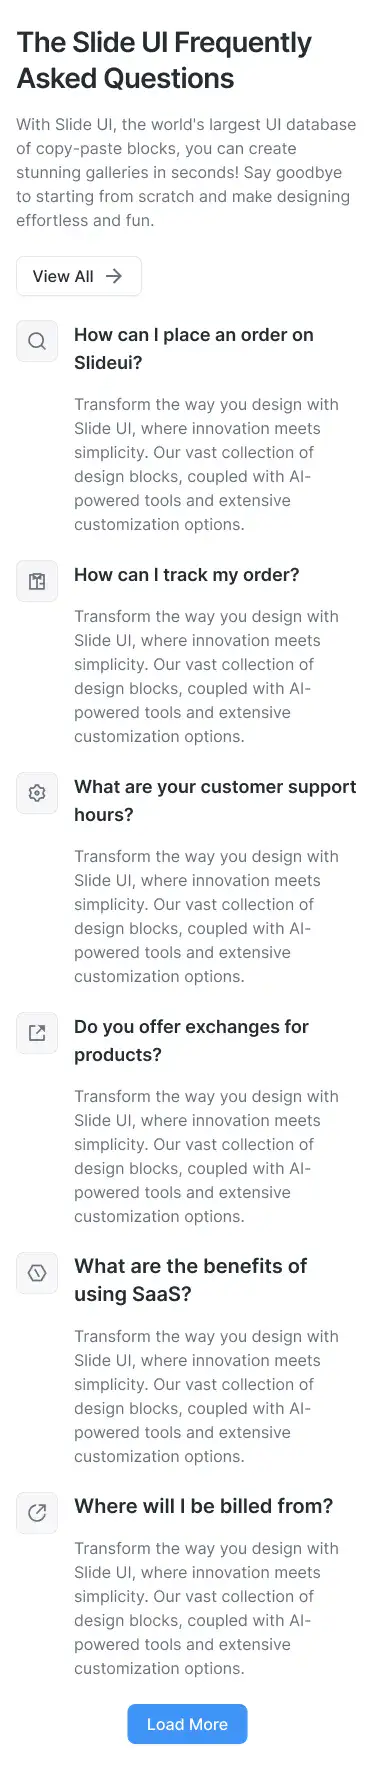 The Slide UI Frequently
Asked Questions
With Slide UI, the world's largest UI database
of copy-paste blocks, you can create
stunning galleries in seconds! Say goodbye
to starting from scratch and make designing
effortless and fun.
View All
How can I place an order on
Slideui?
Transform the way you design with
Slide UI, where innovation meets
simplicity. Our vast collection of
design blocks, coupled with AI-
powered tools and extensive
customization options.
How can I track my order?
Transform the way you design with
Slide UI, where innovation meets
simplicity. Our vast collection of
design blocks, coupled with AI-
powered tools and extensive
customization options.
What are your customer support
hours?
Transform the way you design with
Slide UI, where innovation meets
simplicity. Our vast collection of
design blocks, coupled with AI-
powered tools and extensive
customization options.
Do you offer exchanges for
products?
Transform the way you design with
Slide UI, where innovation meets
simplicity. Our vast collection of
design blocks, coupled with AI-
powered tools and extensive
customization options.
What are the benefits of
using SaaS?
Transform the way you design with
Slide UI, where innovation meets
simplicity. Our vast collection of
design blocks, coupled with AI-
powered tools and extensive
customization options.
Where will I be billed from?
Transform the way you design with
Slide UI, where innovation meets
simplicity. Our vast collection of
design blocks, coupled with AI-
powered tools and extensive
customization options.
Load More